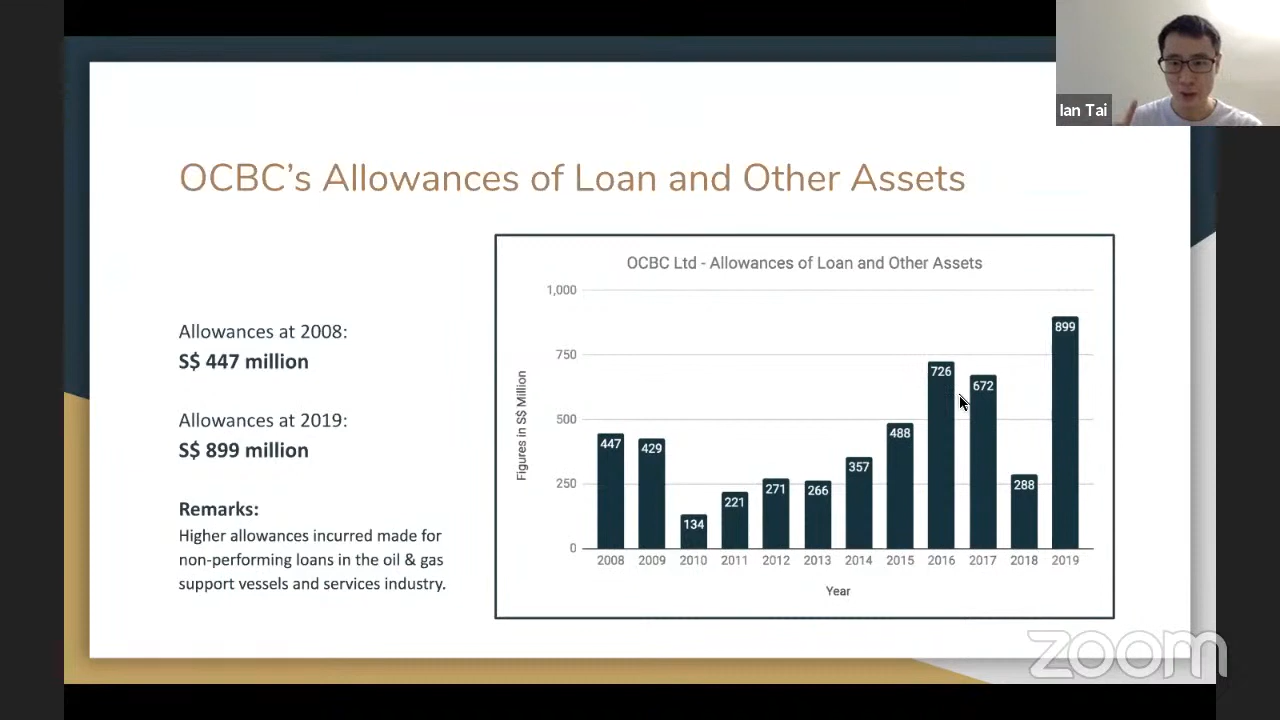 Ian Tai
OCBC’s Allowances of Loan and Other Assets
Allowances at 2008:
S$ 447 million
Allowances at 2019:
S$ 899 million
Remarks:
Higher allowances incurred made for
non-performing loans in the oil & gas
support vessels and services industry.
OCBC Ltd - Allowances of Loan and Other Assets
Figures in S$ Million
1,000
750
500
250
0
447
429
134
221
271
266
357
488
726
672
288
899
2008 2009 2010 2011 2012 2013 2014 2015 2016 2017 2018 2019
Year
zoom